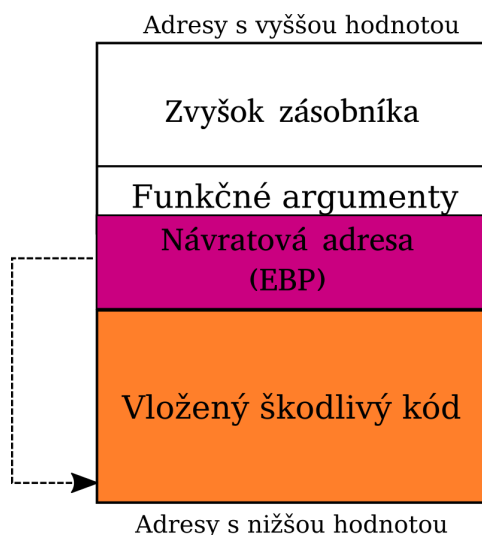 Adresy s vyššou hodnotou
Zvyšok zásobníka
Funkčné argumenty
Návratová adresa
(EBP)
Vložený škodlivý kód
Adresy s nižšou hodnotou